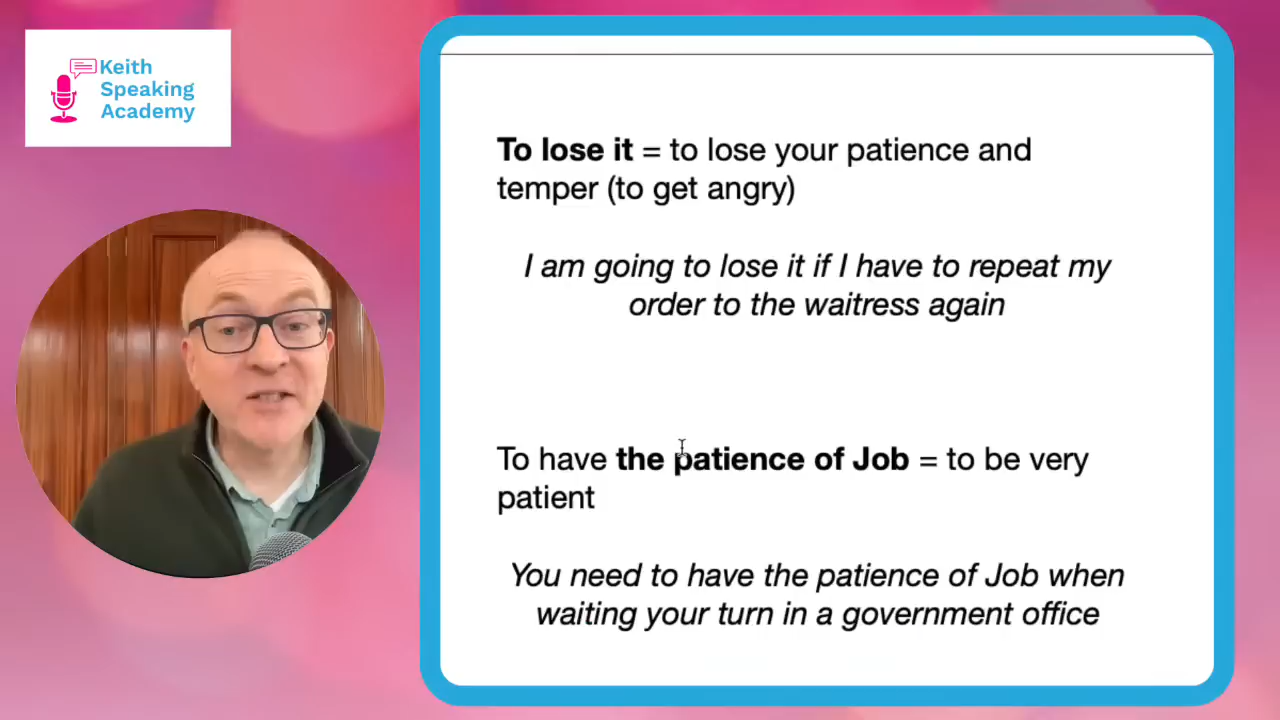 Keith
Speaking
Academy
To lose it = to lose your patience and
temper (to get angry)
I am going to lose it if I have to repeat my
order to the waitress again
To have the patience of Job = to be very
patient
You need to have the patience of Job when
waiting your turn in a government office